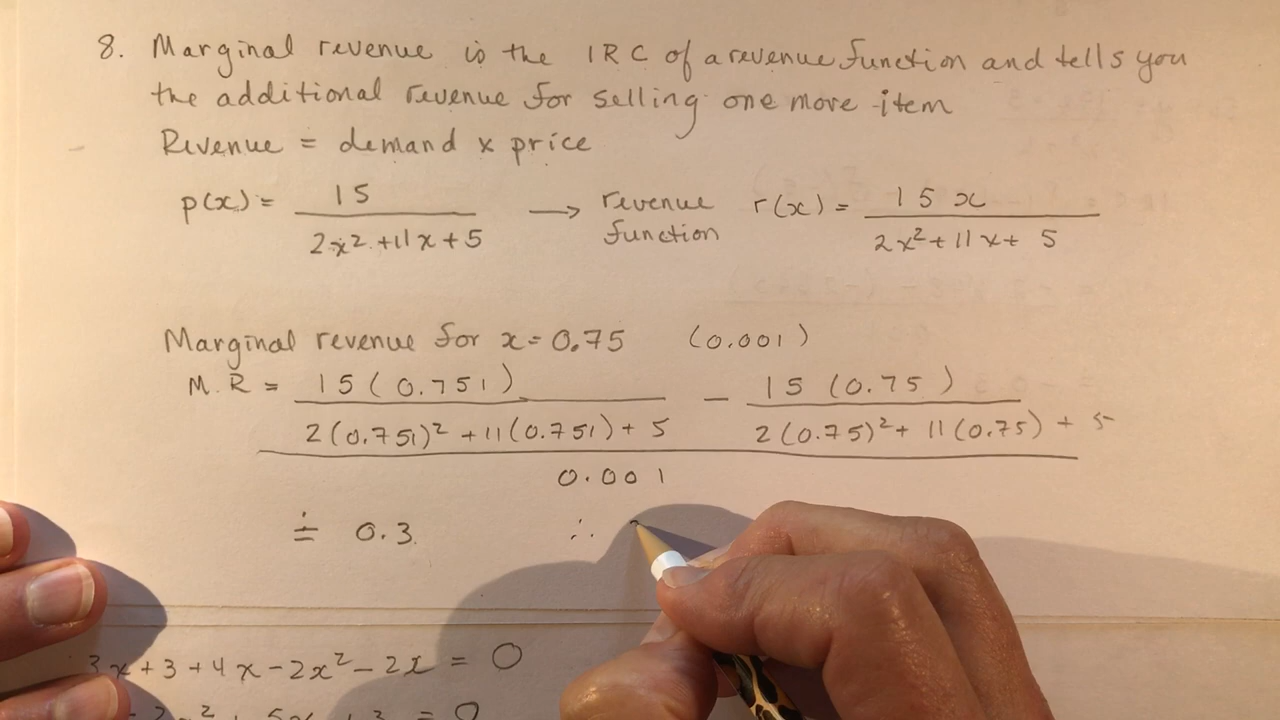 8. Marginal revenue is the IRC of a revenue function and tells you
the additional revenue for selling one more item
Revenue = demand x price
p(x) = 15 / (2x² + 11x + 5) → revenue function r(x) = 15x / (2x² + 11x + 5)
Marginal revenue for x = 0.75 (0.001)
M.R = 15(0.751) / (2(0.751)² + 11(0.751) + 5) − 15(0.75) / (2(0.75)² + 11(0.75) + 5)
0.001
≐ 0.3 ∴
3x + 3 + 4x − 2x² − 2x = 0